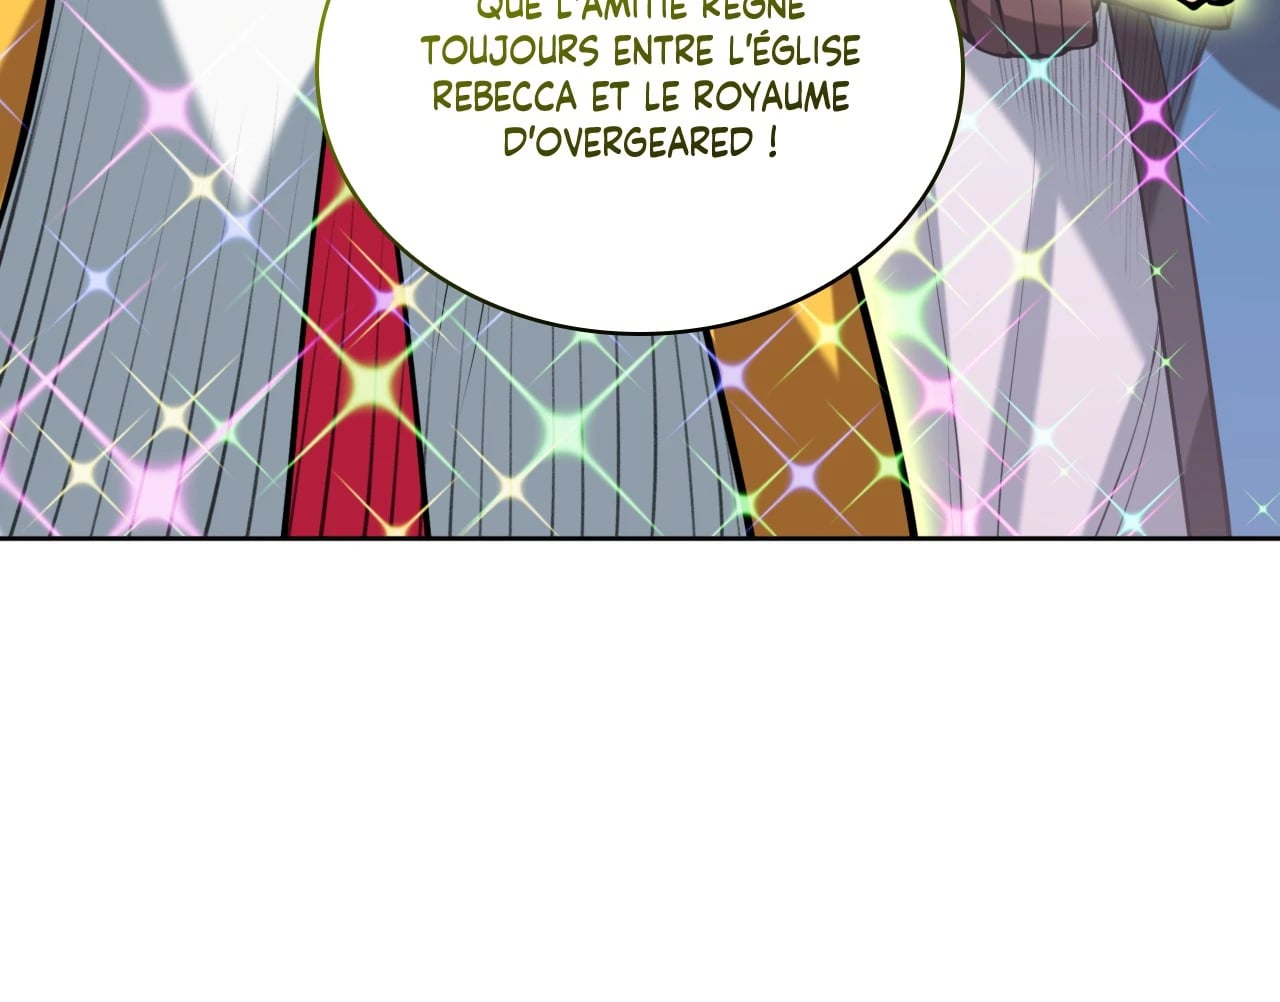 QUE L'AMITIÉ RÈGNE
TOUJOURS ENTRE L'ÉGLISE
REBECCA ET LE ROYAUME
D'OVERGEARED !